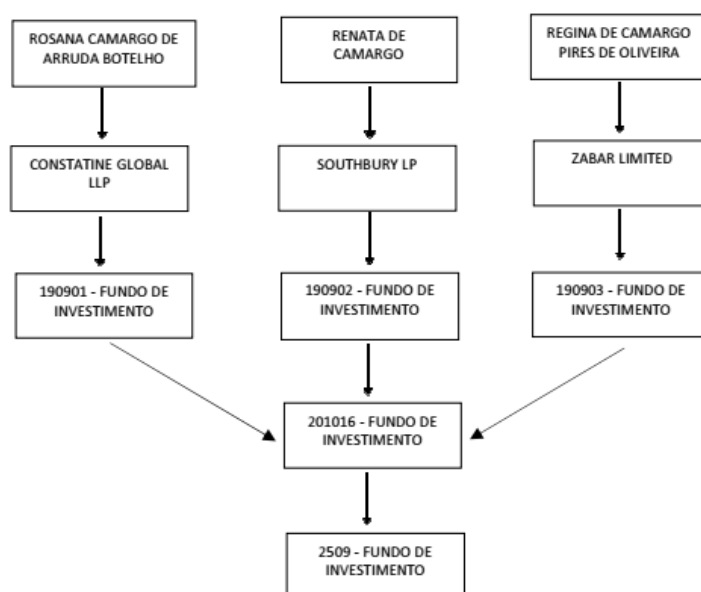 ROSANA CAMARGO DE
ARRUDA BOTELHO
RENATA DE
CAMARGO
REGINA DE CAMARGO
PIRES DE OLIVEIRA
CONSTATINE GLOBAL
LLP
SOUTHBURY LP
ZABAR LIMITED
190901 - FUNDO DE
INVESTIMENTO
190902 - FUNDO DE
INVESTIMENTO
190903 - FUNDO DE
INVESTIMENTO
201016 - FUNDO DE
INVESTIMENTO
2509 - FUNDO DE
INVESTIMENTO